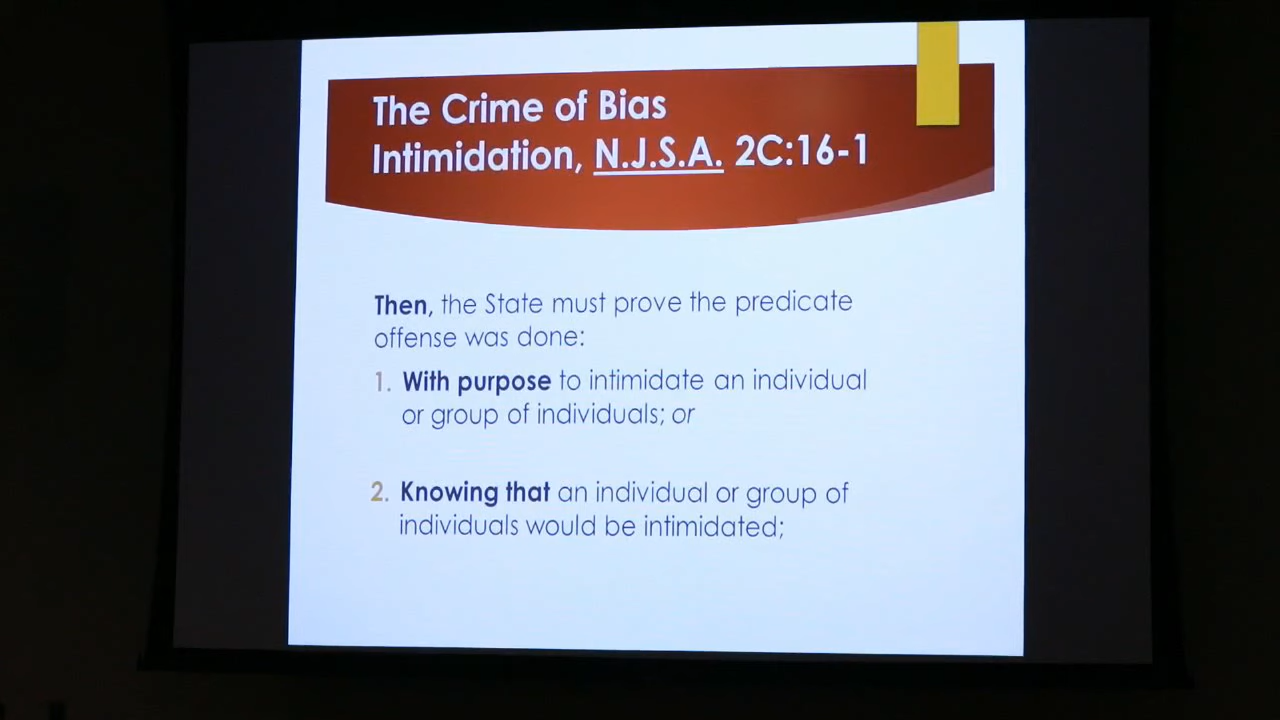 The Crime of Bias
Intimidation, N.J.S.A. 2C:16-1
Then, the State must prove the predicate
offense was done:
1. With purpose to intimidate an individual
or group of individuals; or
2. Knowing that an individual or group of
individuals would be intimidated;